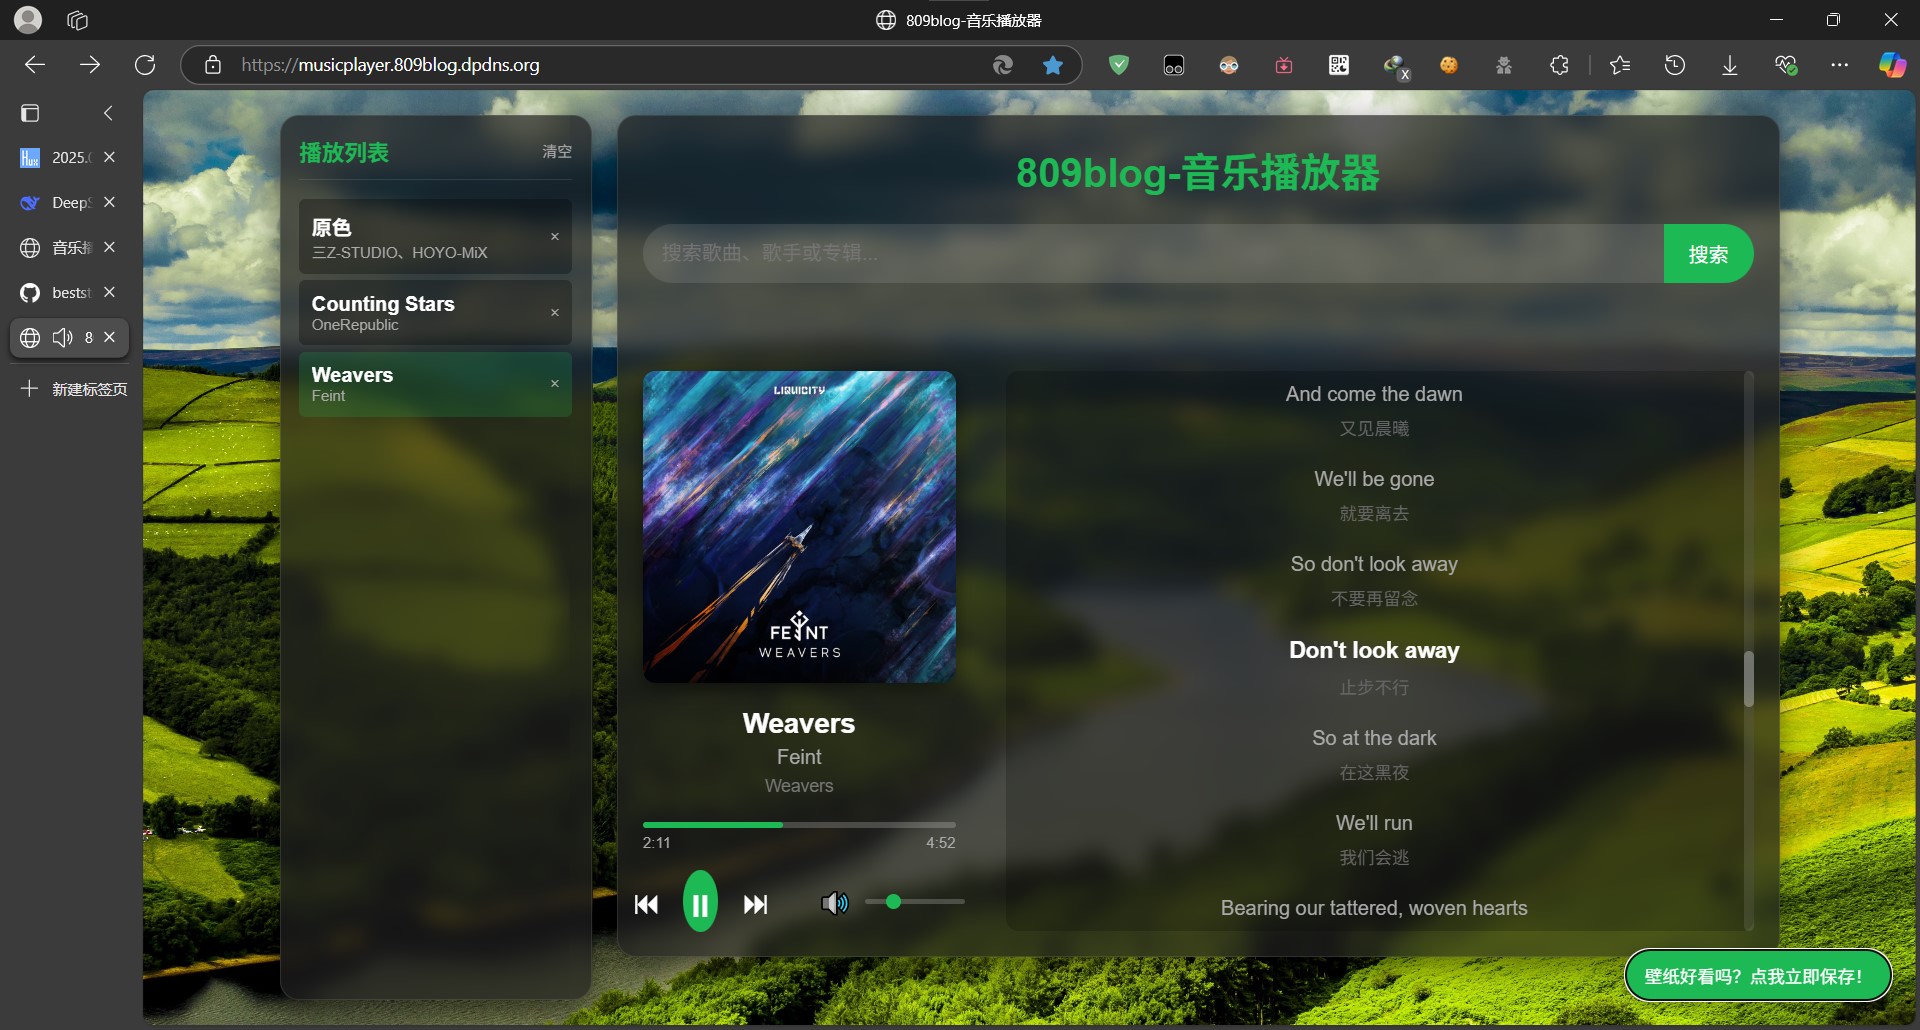 809blog-音乐播放器
https://musicplayer.809blog.dpdns.org
X
Hux
2025.
Deep
音乐
bests
8
新建标签页
播放列表
清空
原色
三Z-STUDIO、HOYO-MiX
Counting Stars
OneRepublic
Weavers
Feint
809blog-音乐播放器
搜索歌曲、歌手或专辑...
搜索
LIQUICITY
FEINT
WEAVERS
Weavers
Feint
Weavers
2:11
4:52
And come the dawn
又见晨曦
We'll be gone
就要离去
So don't look away
不要再留念
Don't look away
止步不行
So at the dark
在这黑夜
We'll run
我们会逃
Bearing our tattered, woven hearts
壁纸好看吗？点我立即保存！